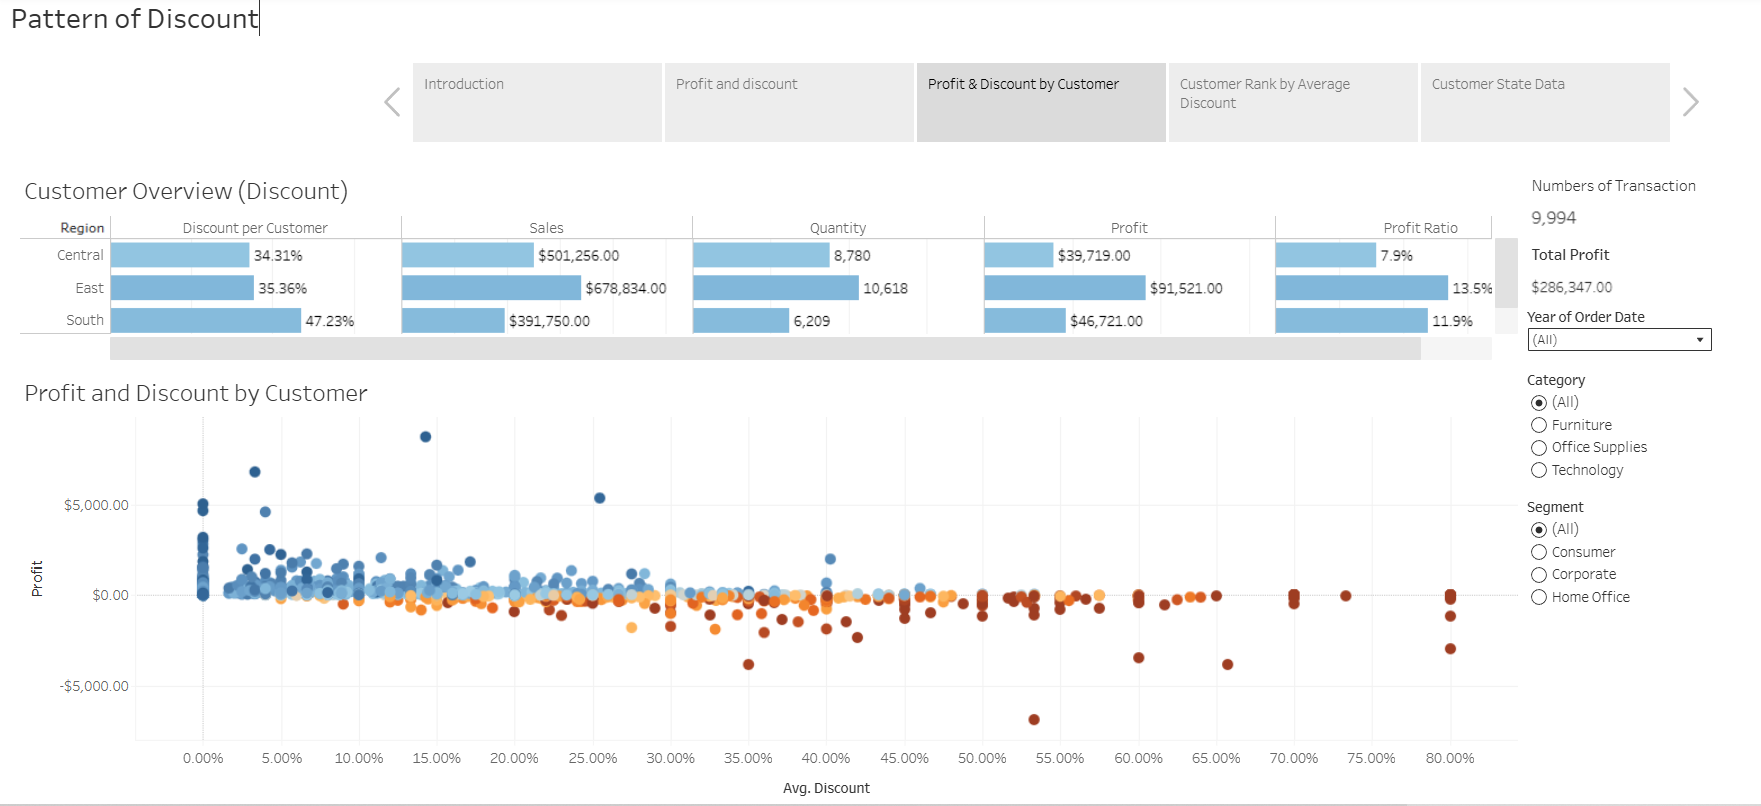 Pattern of Discount
Introduction
Profit and discount
Profit & Discount by Customer
Customer Rank by Average
Discount
Customer State Data
Customer Overview (Discount)
Region Discount per Customer Sales Quantity Profit Profit Ratio
Central 34.31% $501,256.00 8,780 $39,719.00 7.9%
East 35.36% $678,834.00 10,618 $91,521.00 13.5%
South 47.23% $391,750.00 6,209 $46,721.00 11.9%
Numbers of Transaction
9,994
Total Profit
$286,347.00
Year of Order Date
(All)
Category
(All)
Furniture
Office Supplies
Technology
Segment
(All)
Consumer
Corporate
Home Office
Profit and Discount by Customer
Profit
$5,000.00
$0.00
-$5,000.00
0.00% 5.00% 10.00% 15.00% 20.00% 25.00% 30.00% 35.00% 40.00% 45.00% 50.00% 55.00% 60.00% 65.00% 70.00% 75.00% 80.00%
Avg. Discount